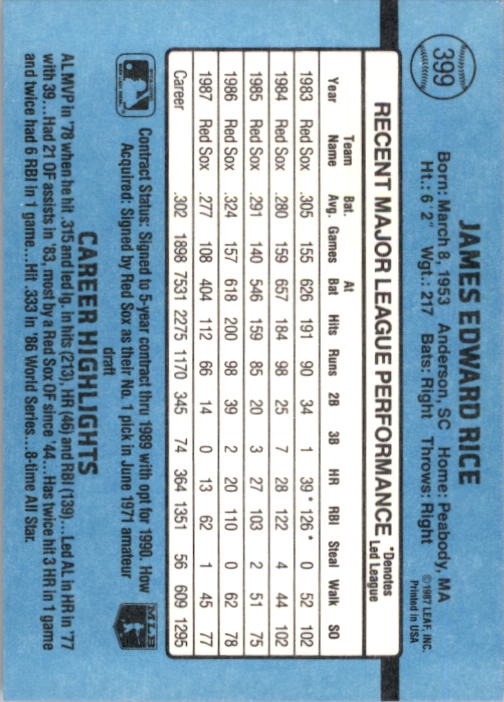 399
JAMES EDWARD RICE
Born: March 8, 1953 Anderson, SC Home: Peabody, MA
Ht.: 6' 2" Wgt.: 217 Bats: Right Throws: Right
©1987 LEAF, INC.
Printed in USA
RECENT MAJOR LEAGUE PERFORMANCE
*Denotes
Led League
Year Team Name Bat. Avg. Games At Bat Hits Runs 2B 3B HR RBI Steal Walk SO
1983 Red Sox .305 155 626 191 90 34 1 39* 126* 0 52 102
1984 Red Sox .280 159 657 184 98 25 7 28 122 4 44 102
1985 Red Sox .291 140 546 159 85 20 3 27 103 2 51 75
1986 Red Sox .324 157 618 200 98 39 2 20 110 0 62 78
1987 Red Sox .277 108 404 112 66 14 0 13 62 1 45 77
Career .302 1898 7531 2275 1170 345 74 364 1351 56 609 1295
Contract Status: Signed to 5-year contract thru 1989 with opt for 1990. How
Acquired: Signed by Red Sox as their No. 1 pick in June 1971 amateur
draft
MLB
CAREER HIGHLIGHTS
AL MVP in '78 when he hit .315 and led lg. in hits (213), HR (46) and RBI (139)...Led AL in HR in '77
with 39...Had 21 OF assists in '83, most by a Red Sox OF since '44...Has twice hit 3 HR in 1 game
and twice had 6 RBI in 1 game...Hit .333 in '86 World Series...8-time All Star.